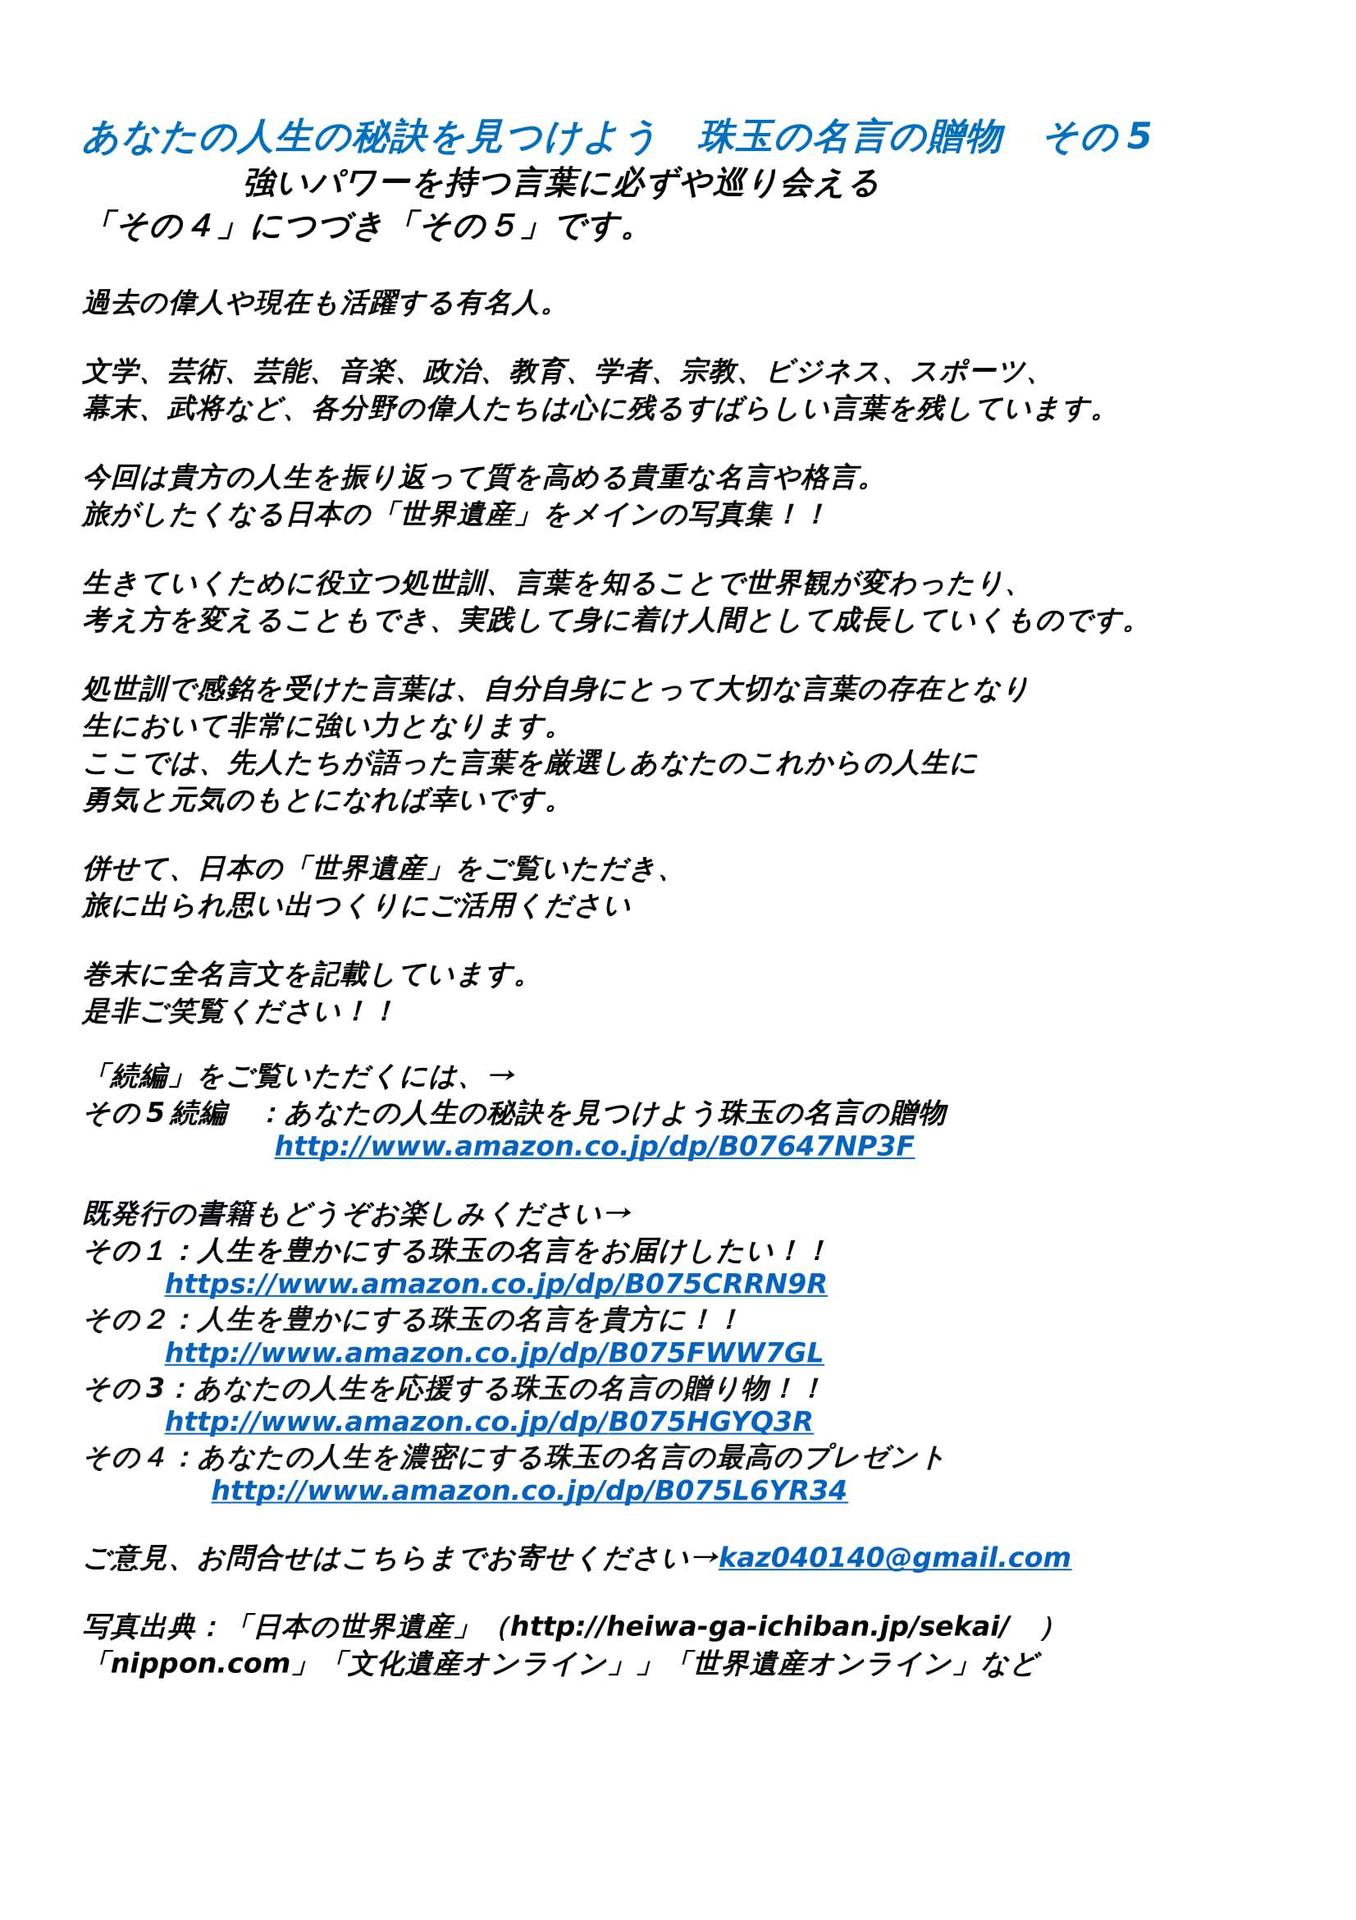 あなたの人生の秘訣を見つけよう　珠玉の名言の贈物　その5
強いパワーを持つ言葉に必ずや巡り会える
「その４」につづき「その５」です。
過去の偉人や現在も活躍する有名人。
文学、芸術、芸能、音楽、政治、教育、学者、宗教、ビジネス、スポーツ、
幕末、武将など、各分野の偉人たちは心に残るすばらしい言葉を残しています。
今回は貴方の人生を振り返って質を高める貴重な名言や格言。
旅がしたくなる日本の「世界遺産」をメインの写真集！！
生きていくために役立つ処世訓、言葉を知ることで世界観が変わったり、
考え方を変えることもでき、実践して身に着け人間として成長していくものです。
処世訓で感銘を受けた言葉は、自分自身にとって大切な言葉の存在となり
生において非常に強い力となります。
ここでは、先人たちが語った言葉を厳選しあなたのこれからの人生に
勇気と元気のもとになれば幸いです。
併せて、日本の「世界遺産」をご覧いただき、
旅に出られ思い出つくりにご活用ください
巻末に全名言文を記載しています。
是非ご笑覧ください！！
「続編」をご覧いただくには、→
その5続編　：あなたの人生の秘訣を見つけよう珠玉の名言の贈物
http://www.amazon.co.jp/dp/B07647NP3F
既発行の書籍もどうぞお楽しみください→
その１：人生を豊かにする珠玉の名言をお届けしたい！！
https://www.amazon.co.jp/dp/B075CRRN9R
その２：人生を豊かにする珠玉の名言を貴方に！！
http://www.amazon.co.jp/dp/B075FWW7GL
その3：あなたの人生を応援する珠玉の名言の贈り物！！
http://www.amazon.co.jp/dp/B075HGYQ3R
その４：あなたの人生を濃密にする珠玉の名言の最高のプレゼント
http://www.amazon.co.jp/dp/B075L6YR34
ご意見、お問合せはこちらまでお寄せください→kaz040140@gmail.com
写真出典：「日本の世界遺産」（http://heiwa-ga-ichiban.jp/sekai/　）
「nippon.com」「文化遺産オンライン」」「世界遺産オンライン」など